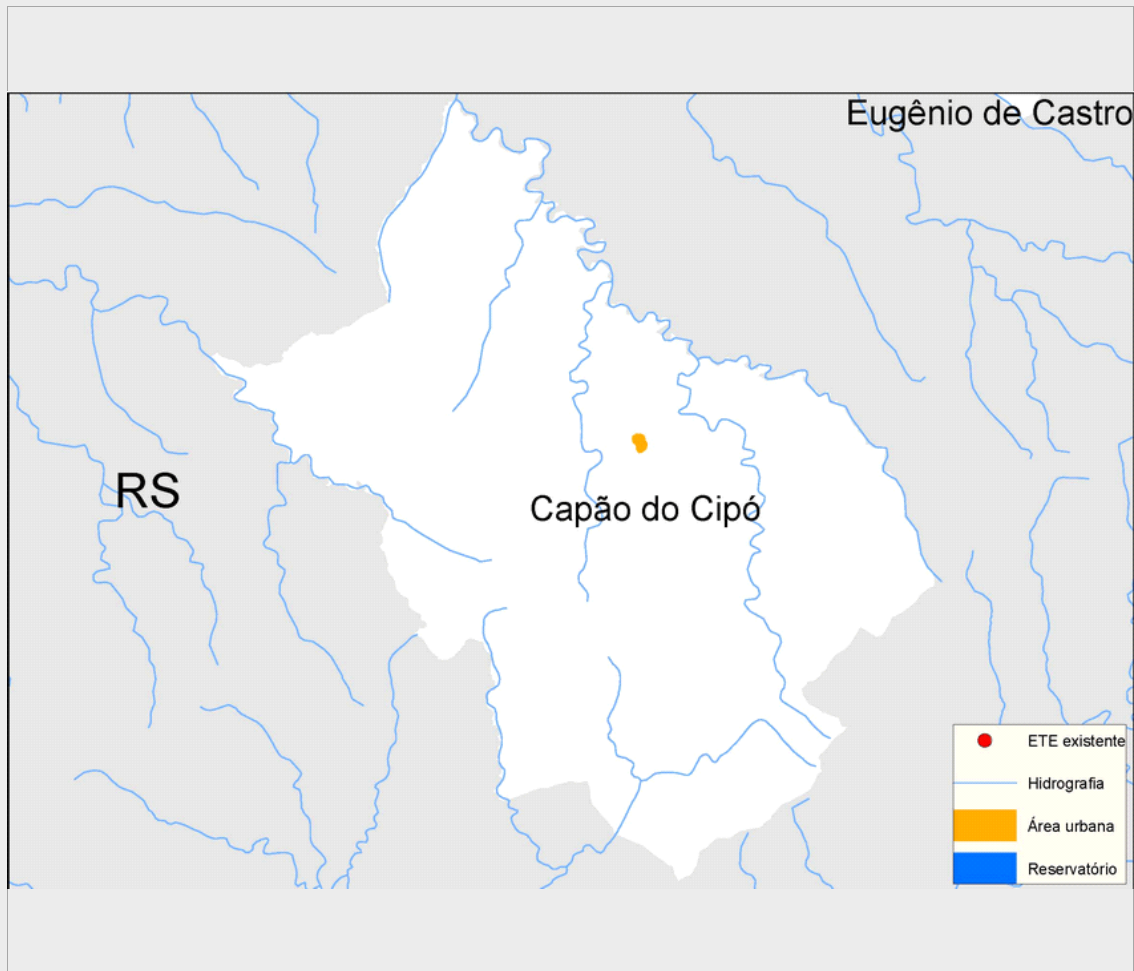 Eugênio de Castro
RS
Capão do Cipó
ETE existente
Hidrografia
Área urbana
Reservatório